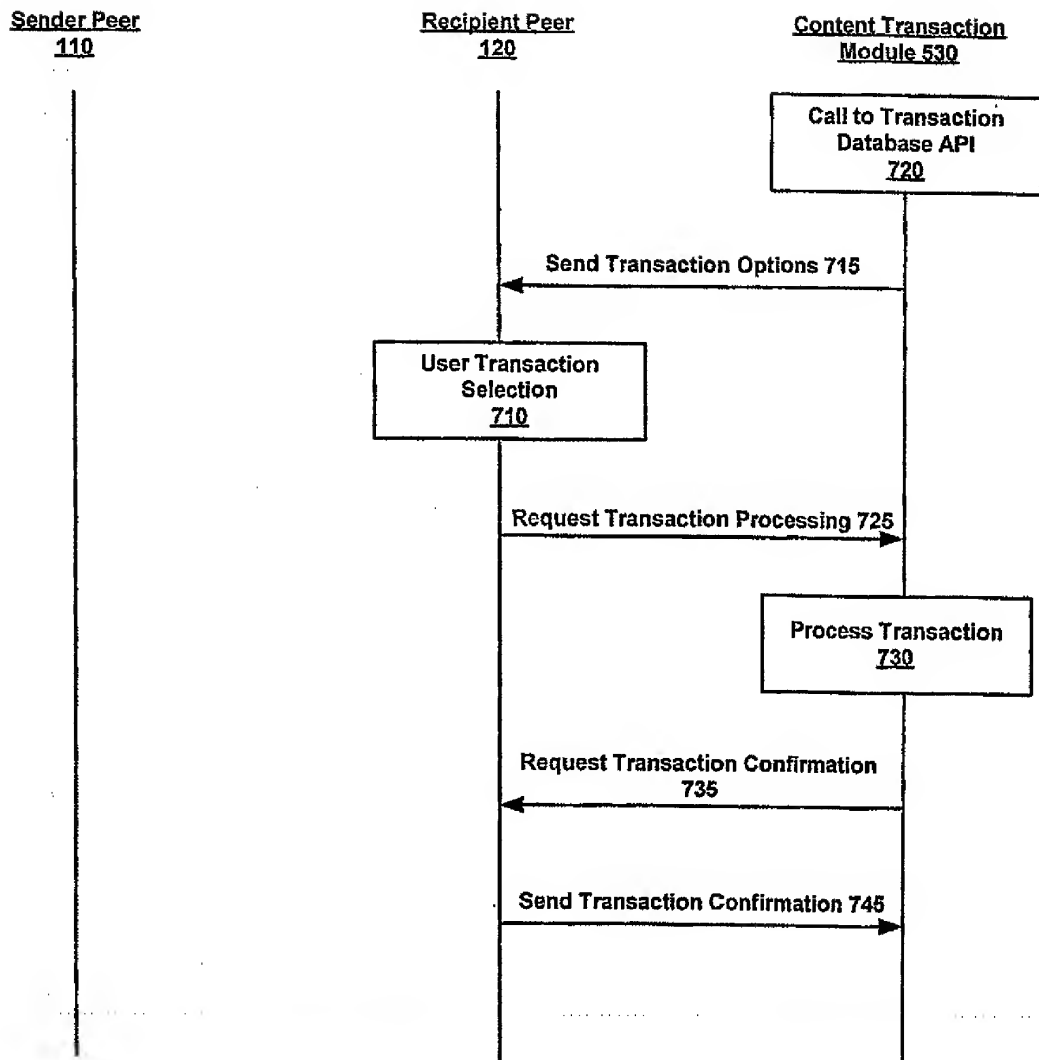 Sender Peer
110
Recipient Peer
120
Content Transaction
Module 530
Call to Transaction
Database API
720
Send Transaction Options 715
User Transaction
Selection
710
Request Transaction Processing 725
Process Transaction
730
Request Transaction Confirmation
735
Send Transaction Confirmation 745